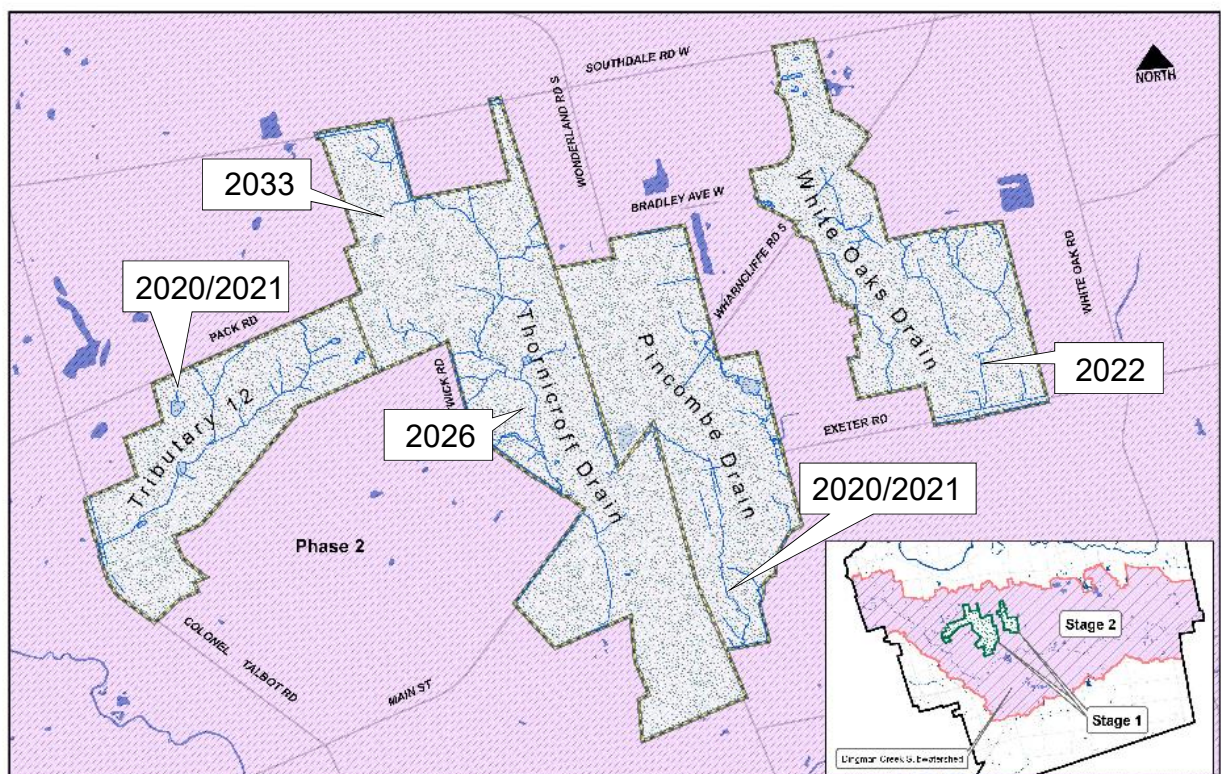 SOUTHDALE RD W
NORTH
WONDERLAND RD S
2033
BRADLEY AVE W
WHARNCLIFFE RD S
White Oaks Drain
WHITE OAK RD
2020/2021
PACK RD
Tributary 12
Thornicroft Drain
WICK RD
Pincombe Drain
2022
2026
EXETER RD
2020/2021
Phase 2
COLONEL TALBOT RD
MAIN ST
Stage 2
Stage 1
Dingman Creek Subwatershed